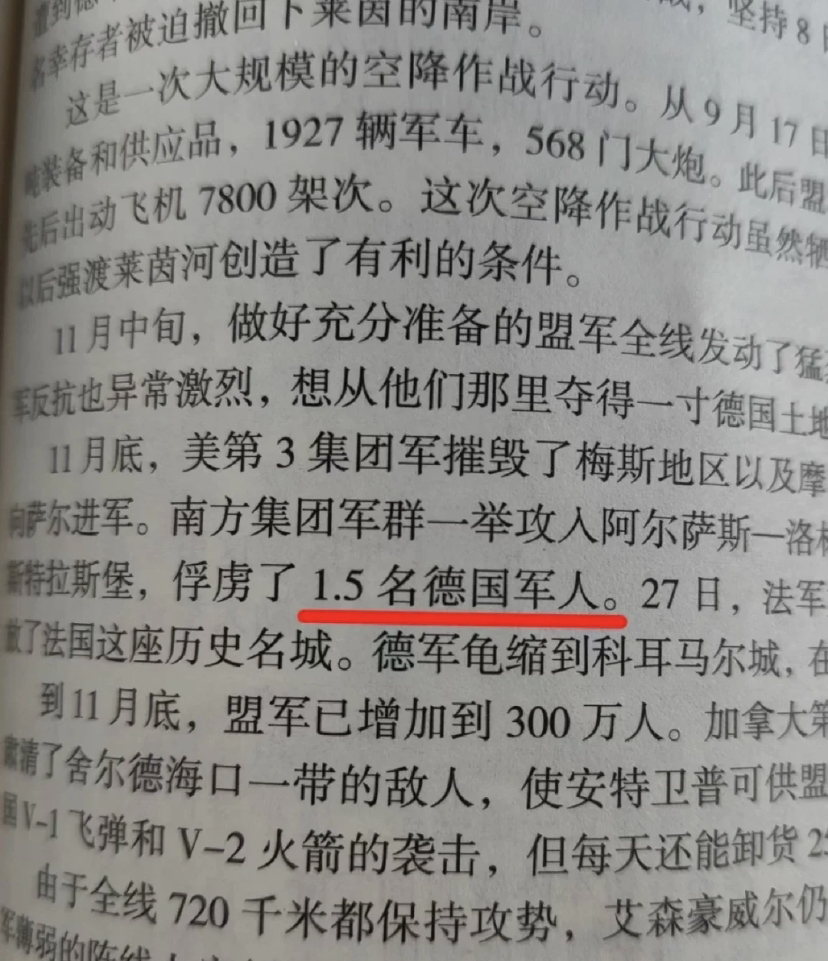 名幸存者被迫撤回下莱茵的南岸。
这是一次大规模的空降作战行动。从9月17日
吨装备和供应品，1927辆军车，568门大炮。此后盟
先后出动飞机7800架次。这次空降作战行动虽然牺
以后强渡莱茵河创造了有利的条件。
11月中旬，做好充分准备的盟军全线发动了猛
军反抗也异常激烈，想从他们那里夺得一寸德国土地
11月底，美第3集团军摧毁了梅斯地区以及摩
向萨尔进军。南方集团军群一举攻入阿尔萨斯—洛林
斯特拉斯堡，俘虏了1.5名德国军人。27日，法军
放了法国这座历史名城。德军龟缩到科耳马尔城，在
到11月底，盟军已增加到300万人。加拿大第
肃清了舍尔德海口一带的敌人，使安特卫普可供盟
国V-1飞弹和V-2火箭的袭击，但每天还能卸货
由于全线720千米都保持攻势，艾森豪威尔仍
军薄弱的阵线